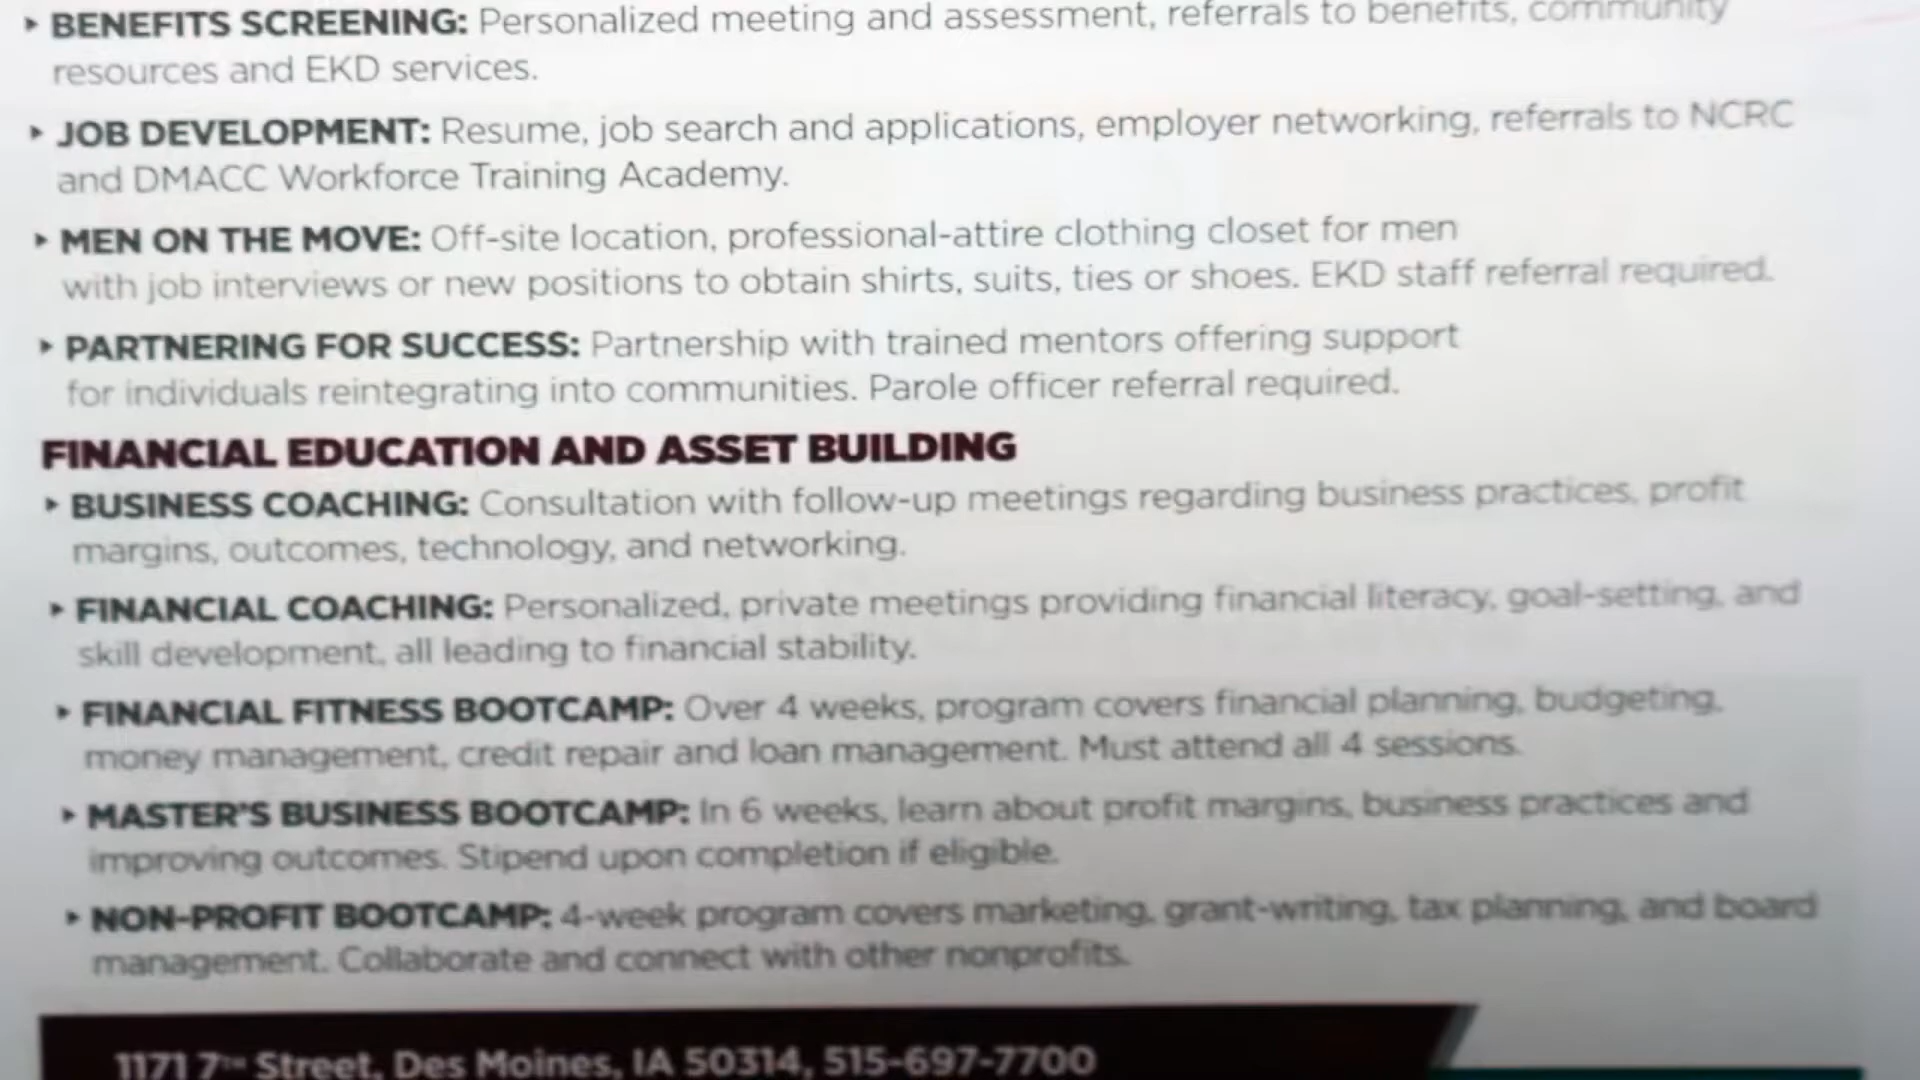 ▸ BENEFITS SCREENING: Personalized meeting and assessment, referrals to benefits, community
resources and EKD services.
▸ JOB DEVELOPMENT: Resume, job search and applications, employer networking, referrals to NCRC
and DMACC Workforce Training Academy.
▸ MEN ON THE MOVE: Off-site location, professional-attire clothing closet for men
with job interviews or new positions to obtain shirts, suits, ties or shoes. EKD staff referral required.
▸ PARTNERING FOR SUCCESS: Partnership with trained mentors offering support
for individuals reintegrating into communities. Parole officer referral required.
FINANCIAL EDUCATION AND ASSET BUILDING
▸ BUSINESS COACHING: Consultation with follow-up meetings regarding business practices, profit
margins, outcomes, technology, and networking.
▸ FINANCIAL COACHING: Personalized, private meetings providing financial literacy, goal-setting, and
skill development, all leading to financial stability.
▸ FINANCIAL FITNESS BOOTCAMP: Over 4 weeks, program covers financial planning, budgeting,
money management, credit repair and loan management. Must attend all 4 sessions.
▸ MASTER'S BUSINESS BOOTCAMP: In 6 weeks, learn about profit margins, business practices and
improving outcomes. Stipend upon completion if eligible.
▸ NON-PROFIT BOOTCAMP: 4-week program covers marketing, grant-writing, tax planning, and board
management. Collaborate and connect with other nonprofits.
1171 7TH Street, Des Moines, IA 50314, 515-697-7700